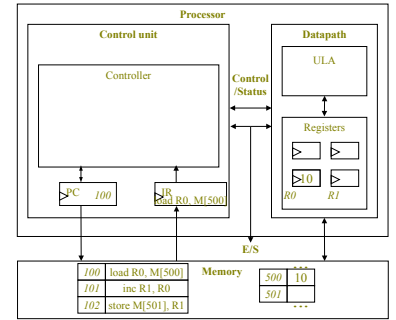 Processor
Control unit
Datapath
Controller
ULA
Control
/Status
Registers
PC 100
IR
load R0, M[500]
10
R0 R1
E/S
Memory
100 load R0, M[500]
101 inc R1, R0
102 store M[501], R1
...
500 10
501
...